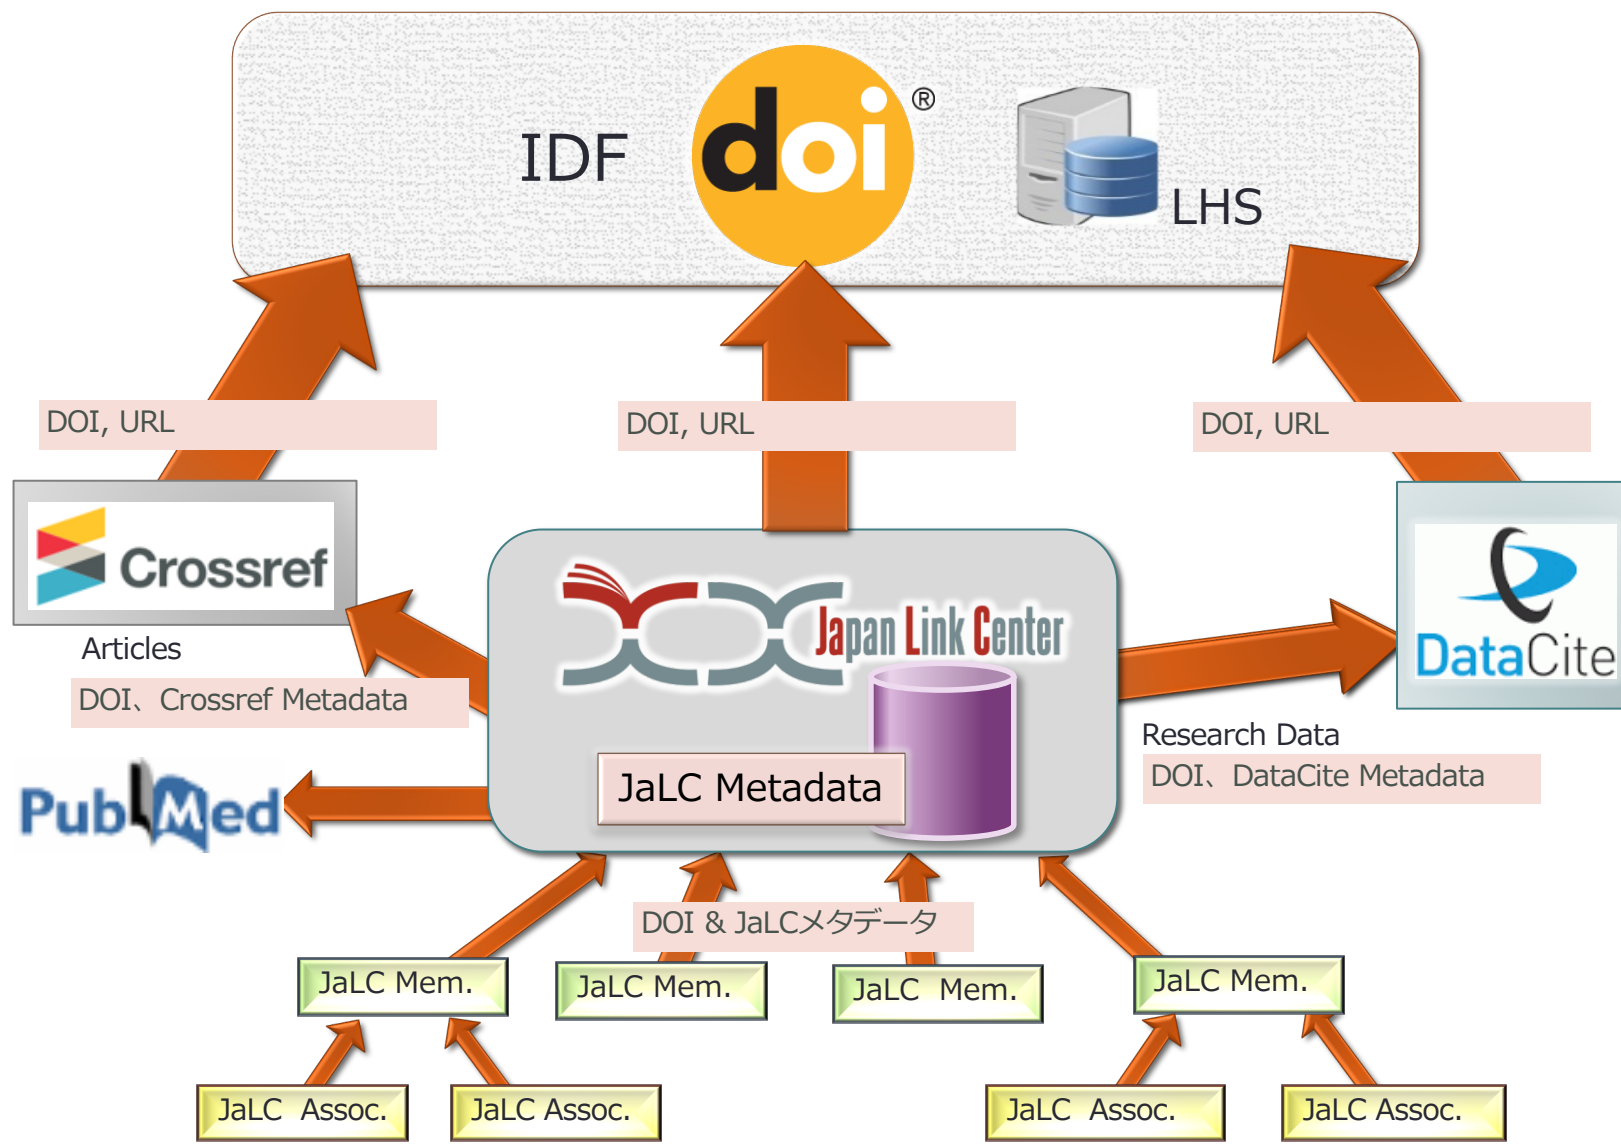 IDF
doi®
LHS
DOI, URL
DOI, URL
DOI, URL
Crossref
Japan Link Center
DataCite
Articles
DOI、Crossref Metadata
Research Data
DOI、DataCite Metadata
JaLC Metadata
PubMed
DOI & JaLCメタデータ
JaLC Mem.
JaLC Mem.
JaLC Mem.
JaLC Mem.
JaLC Assoc.
JaLC Assoc.
JaLC Assoc.
JaLC Assoc.